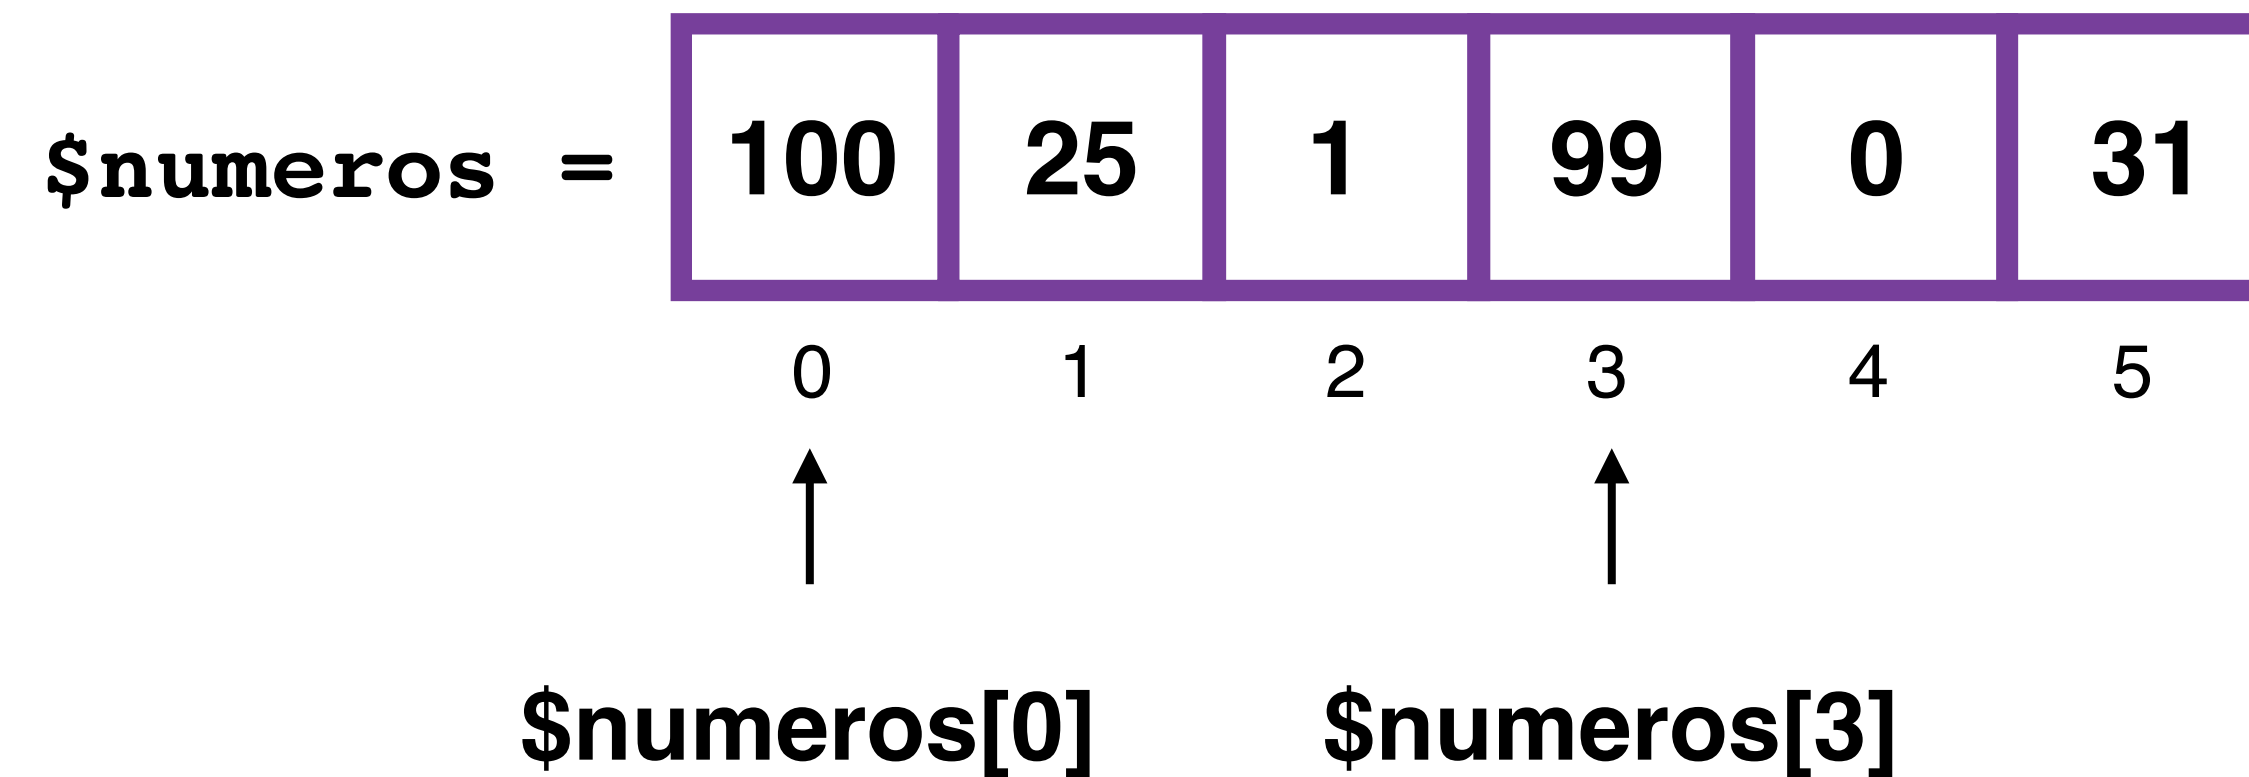 $numeros = 100 25 1 99 0 31
0 1 2 3 4 5
$numeros[0] $numeros[3]